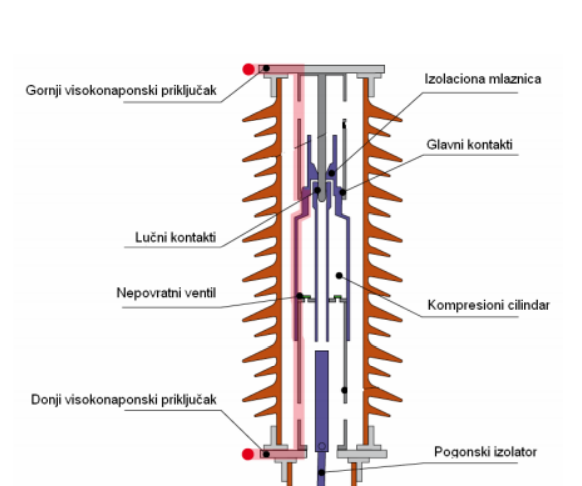 Izolaciona mlaznica
Gornji visokonaponski priključak
Glavni kontakti
Lučni kontakti
Nepovratni ventil
Kompresioni cilindar
Donji visokonaponski priključak
Pogonski izolator